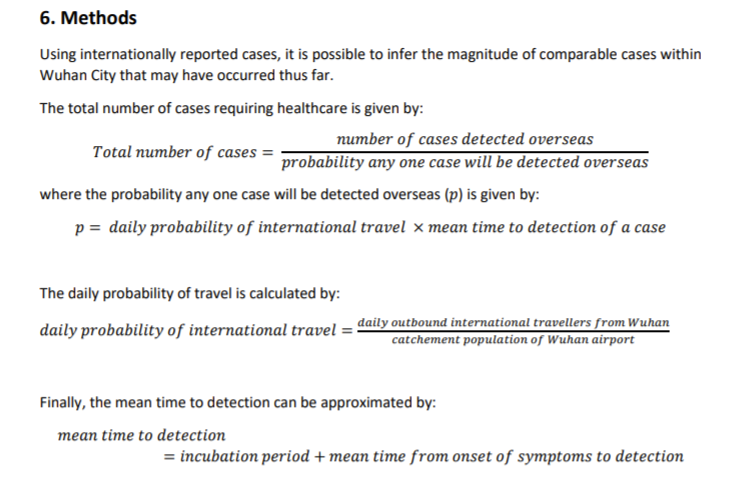 6. Methods
Using internationally reported cases, it is possible to infer the magnitude of comparable cases within
Wuhan City that may have occurred thus far.
The total number of cases requiring healthcare is given by:
Total number of cases = number of cases detected overseas / probability any one case will be detected overseas
where the probability any one case will be detected overseas (p) is given by:
p = daily probability of international travel × mean time to detection of a case
The daily probability of travel is calculated by:
daily probability of international travel = daily outbound international travellers from Wuhan / catchement population of Wuhan airport
Finally, the mean time to detection can be approximated by:
mean time to detection
= incubation period + mean time from onset of symptoms to detection